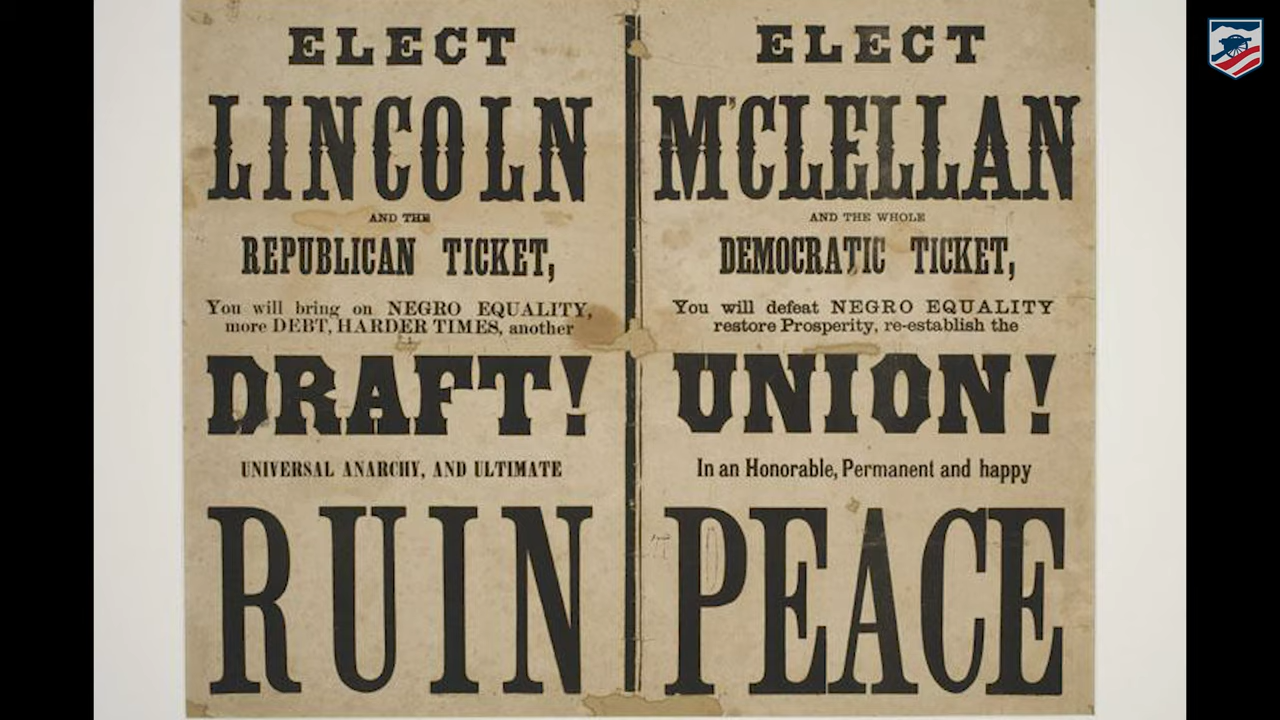 ELECT
LINCOLN
AND THE
REPUBLICAN TICKET,
You will bring on NEGRO EQUALITY,
more DEBT, HARDER TIMES, another
DRAFT!
UNIVERSAL ANARCHY, AND ULTIMATE
RUIN
ELECT
M'CLELLAN
AND THE WHOLE
DEMOCRATIC TICKET,
You will defeat NEGRO EQUALITY
restore Prosperity, re-establish the
UNION!
In an Honorable, Permanent and happy
PEACE